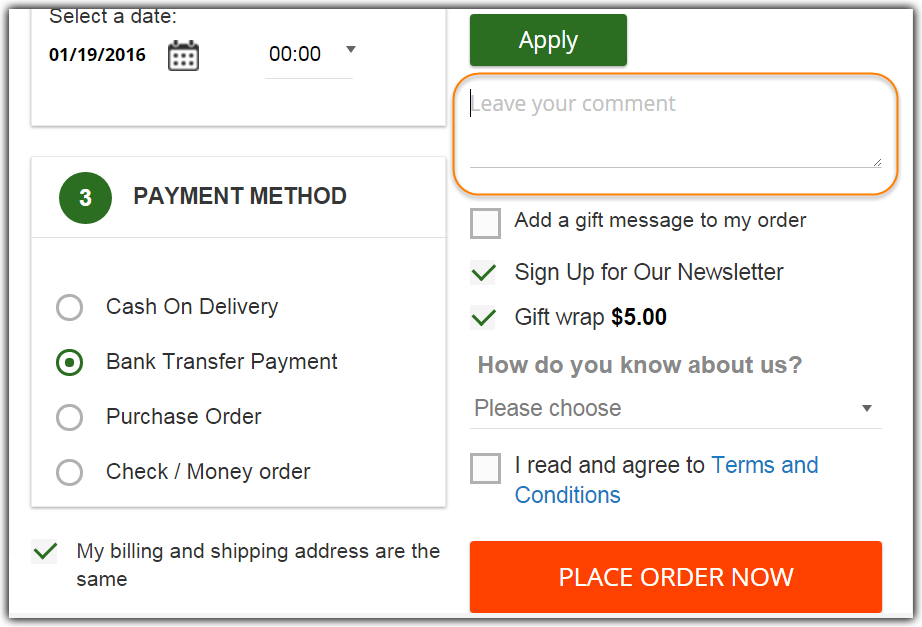 Select a date:
01/19/2016
00:00
3
PAYMENT METHOD
Cash On Delivery
Bank Transfer Payment
Purchase Order
Check / Money order
My billing and shipping address are the
same
Apply
Leave your comment
Add a gift message to my order
Sign Up for Our Newsletter
Gift wrap $5.00
How do you know about us?
Please choose
I read and agree to Terms and
Conditions
PLACE ORDER NOW